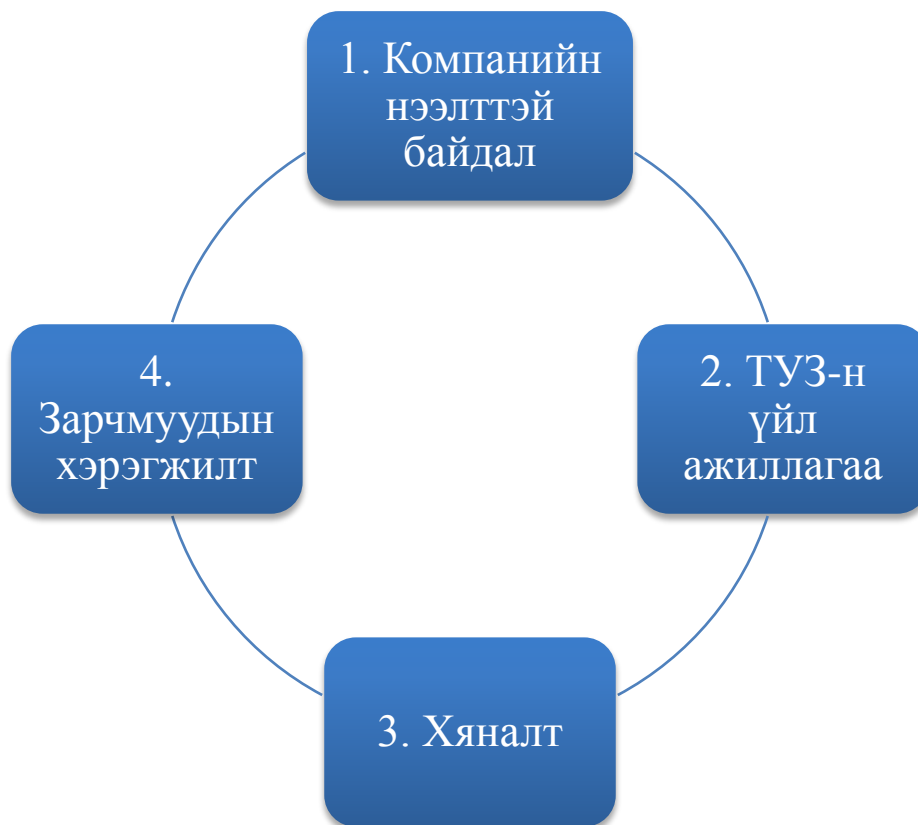 1. Компанийн
нээлттэй
байдал
2. ТУЗ-н
үйл
ажиллагаа
3. Хяналт
4.
Зарчмуудын
хэрэгжилт